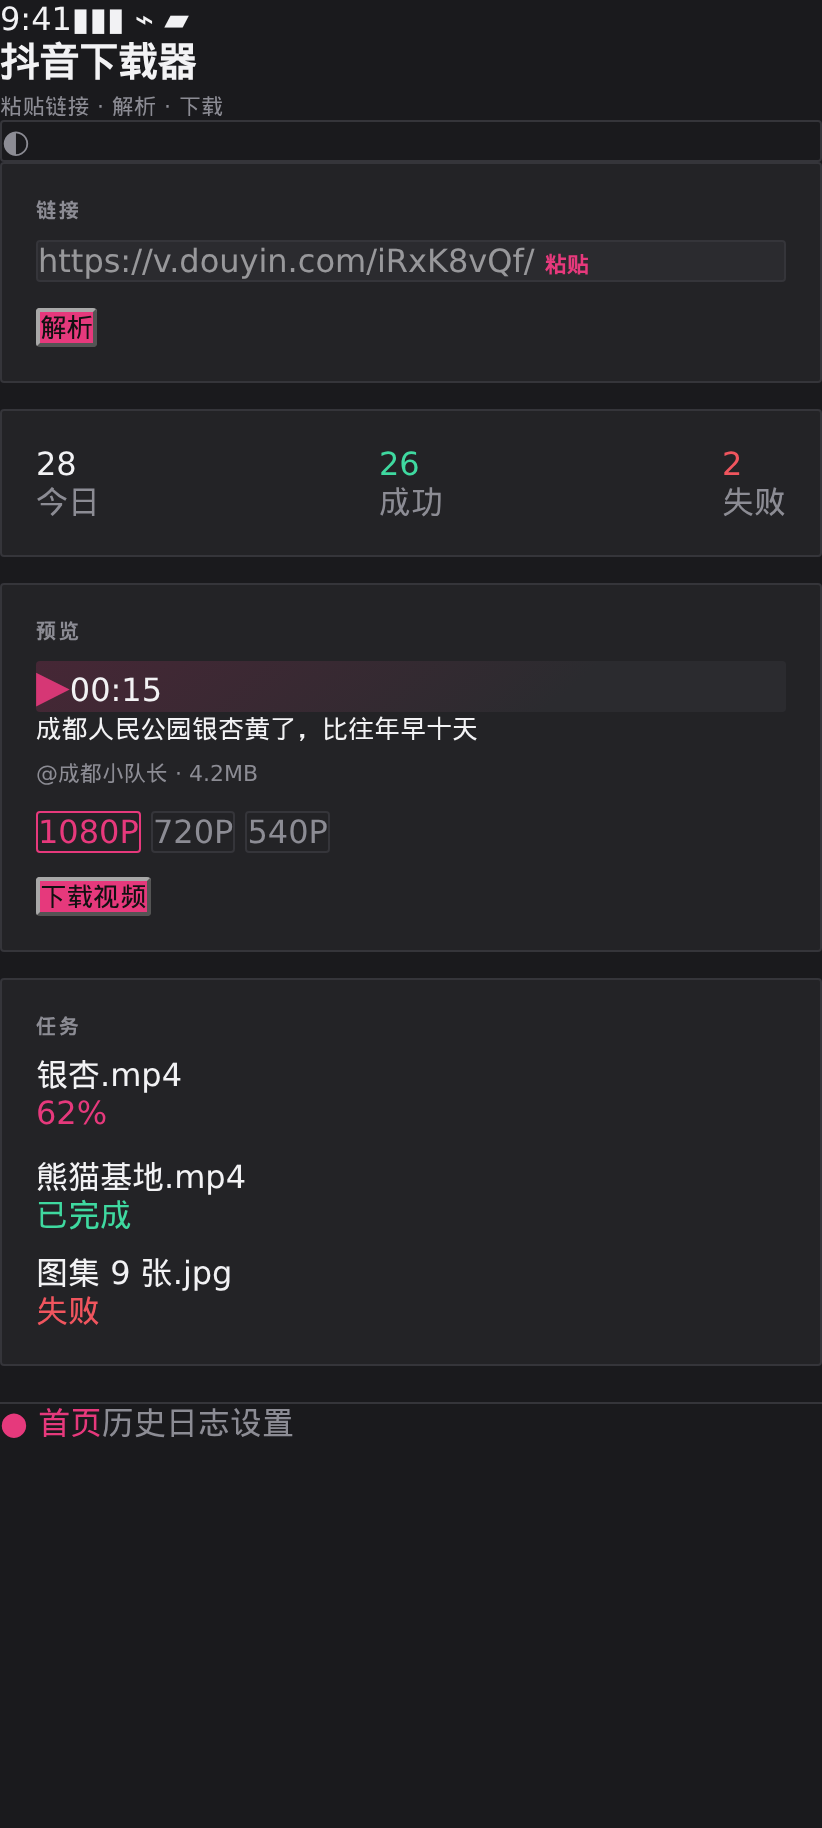 9:41
抖音下载器
粘贴链接 · 解析 · 下载
链接
https://v.douyin.com/iRxK8vQf/ 粘贴
解析
28 26 2
今日 成功 失败
预览
00:15
成都人民公园银杏黄了，比往年早十天
@成都小队长 · 4.2MB
1080P 720P 540P
下载视频
任务
银杏.mp4
62%
熊猫基地.mp4
已完成
图集 9 张.jpg
失败
首页历史日志设置